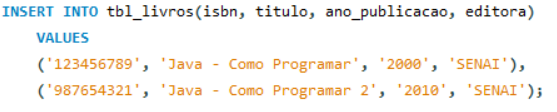 INSERT INTO tbl_livros(isbn, titulo, ano_publicacao, editora)
VALUES
('123456789', 'Java - Como Programar', '2000', 'SENAI'),
('987654321', 'Java - Como Programar 2', '2010', 'SENAI');